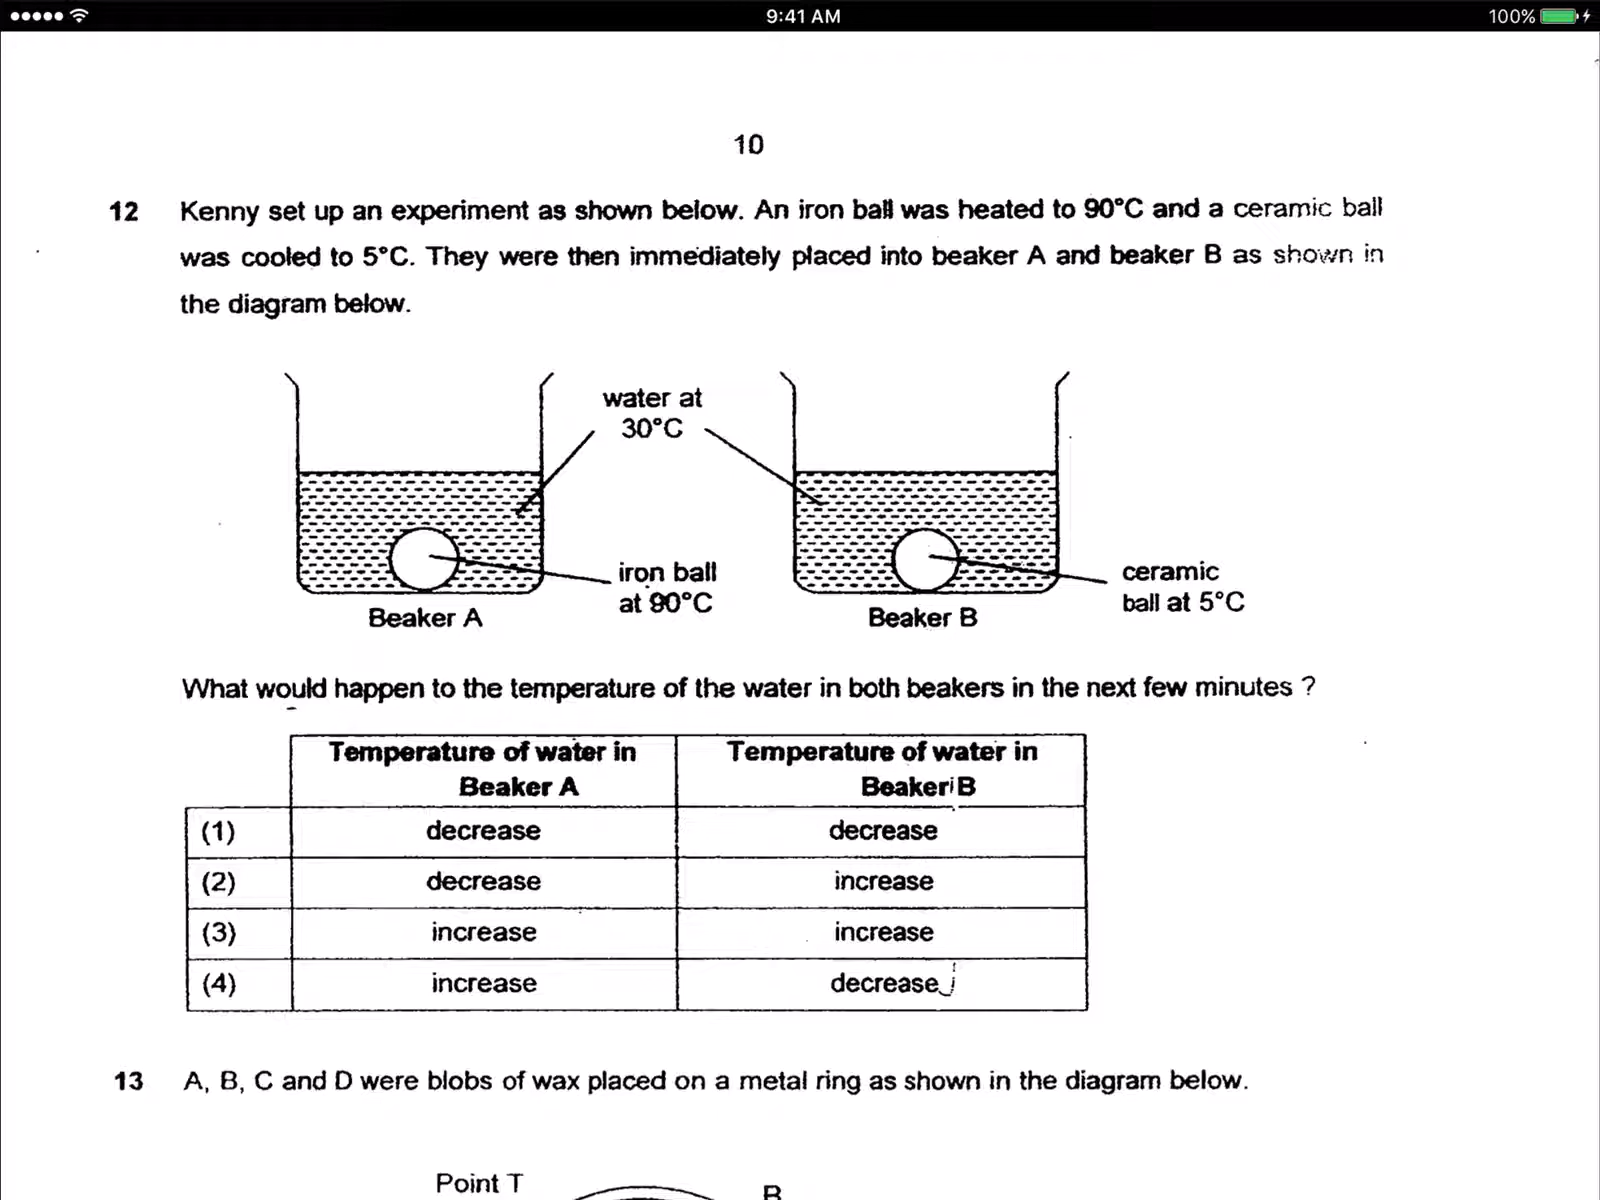 9:41 AM
100%
10
12 Kenny set up an experiment as shown below. An iron ball was heated to 90°C and a ceramic ball
was cooled to 5°C. They were then immediately placed into beaker A and beaker B as shown in
the diagram below.
water at
30°C
iron ball
at 90°C
Beaker A
ceramic
ball at 5°C
Beaker B
What would happen to the temperature of the water in both beakers in the next few minutes ?
Temperature of water in
Beaker A
Temperature of water in
Beaker B
(1) decrease decrease
(2) decrease increase
(3) increase increase
(4) increase decrease
13 A, B, C and D were blobs of wax placed on a metal ring as shown in the diagram below.
Point T
B